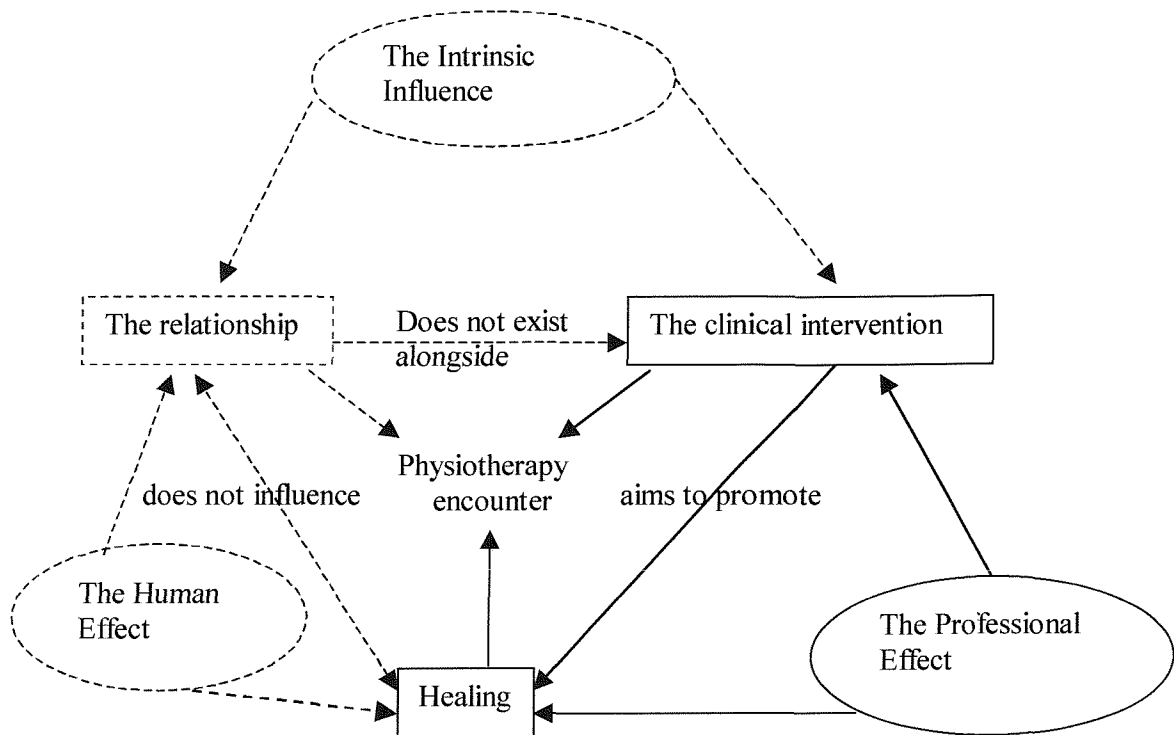 The Intrinsic
Influence
The relationship
Does not exist
alongside
The clinical intervention
Physiotherapy
encounter
does not influence
aims to promote
The Human
Effect
The Professional
Effect
Healing